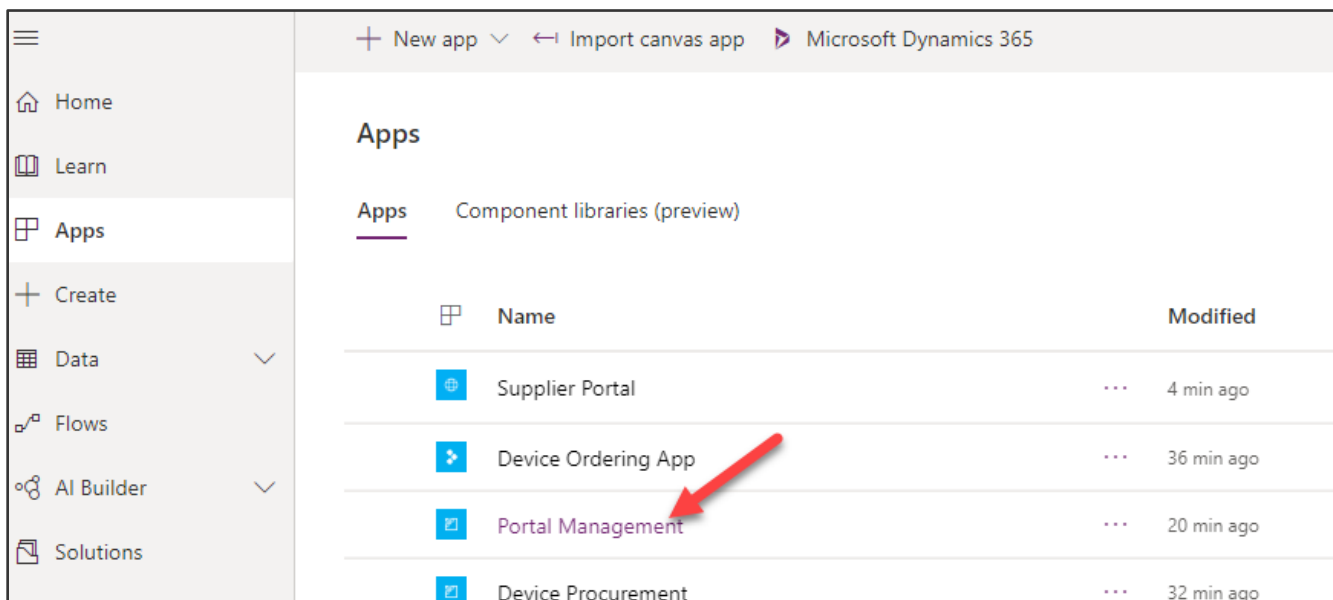 New app
Import canvas app
Microsoft Dynamics 365
Home
Learn
Apps
Create
Data
Flows
AI Builder
Solutions
Apps
Apps Component libraries (preview)
Name Modified
Supplier Portal ... 4 min ago
Device Ordering App ... 36 min ago
Portal Management ... 20 min ago
Device Procurement ... 32 min ago